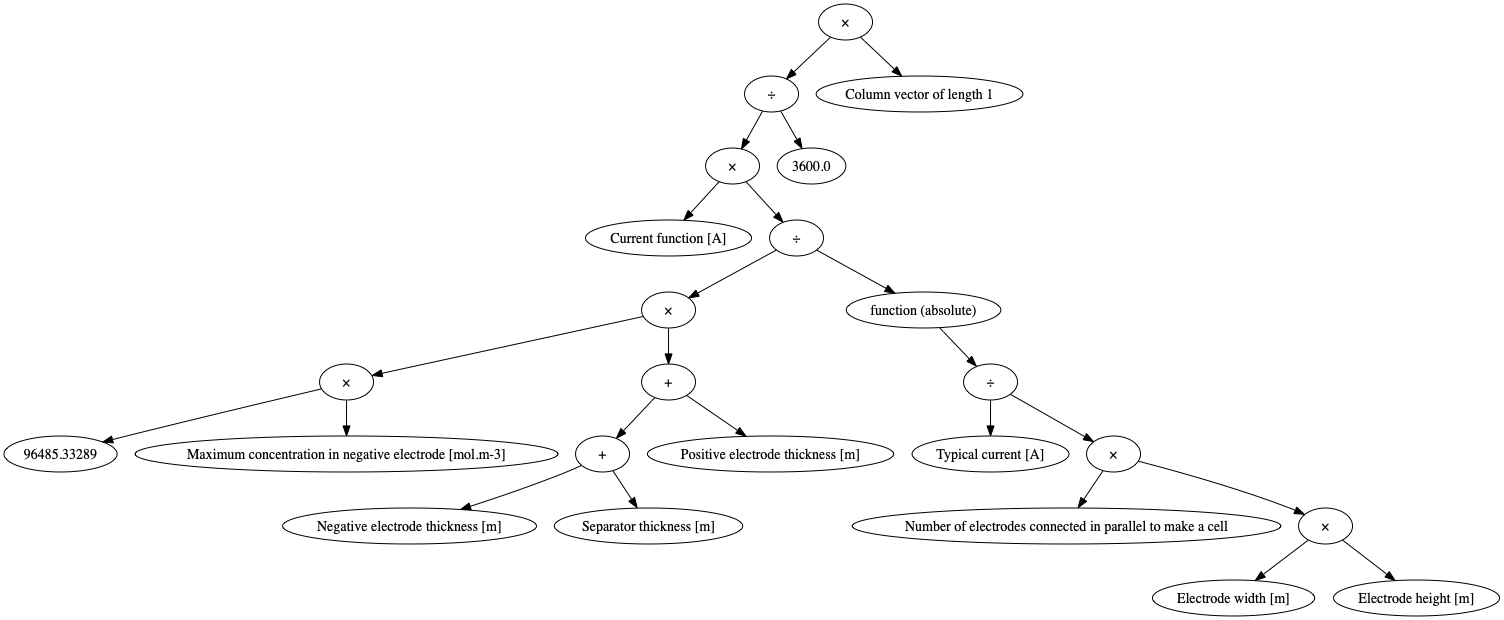 ×
÷
Column vector of length 1
×
3600.0
Current function [A]
÷
×
function (absolute)
×
+
÷
96485.33289
Maximum concentration in negative electrode [mol.m-3]
+
Positive electrode thickness [m]
Typical current [A]
×
Negative electrode thickness [m]
Separator thickness [m]
Number of electrodes connected in parallel to make a cell
×
Electrode width [m]
Electrode height [m]